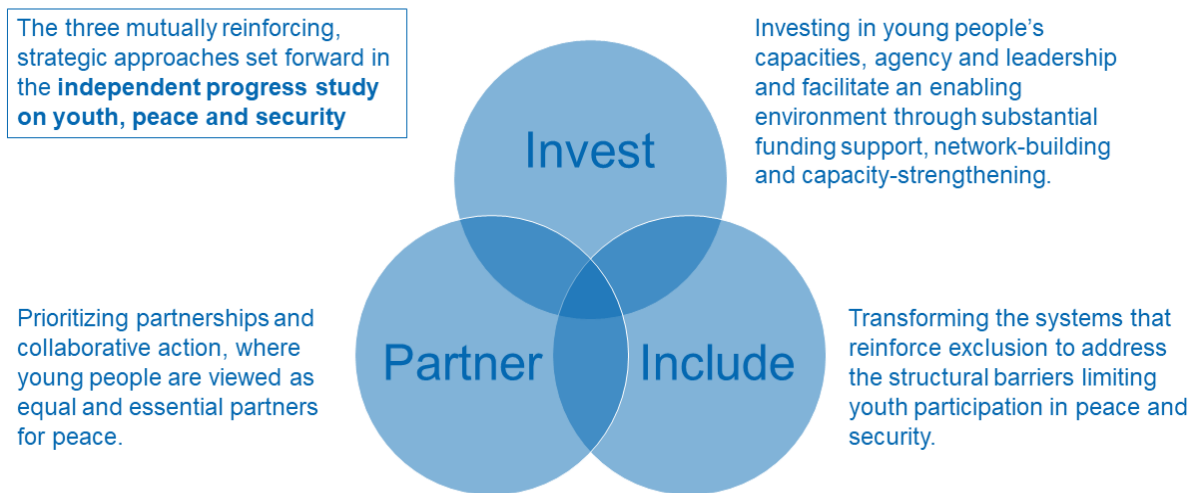 The three mutually reinforcing,
strategic approaches set forward in
the independent progress study
on youth, peace and security
Investing in young people's
capacities, agency and leadership
and facilitate an enabling
environment through substantial
funding support, network-building
and capacity-strengthening.
Invest
Prioritizing partnerships and
collaborative action, where
young people are viewed as
equal and essential partners
for peace.
Partner
Include
Transforming the systems that
reinforce exclusion to address
the structural barriers limiting
youth participation in peace and
security.